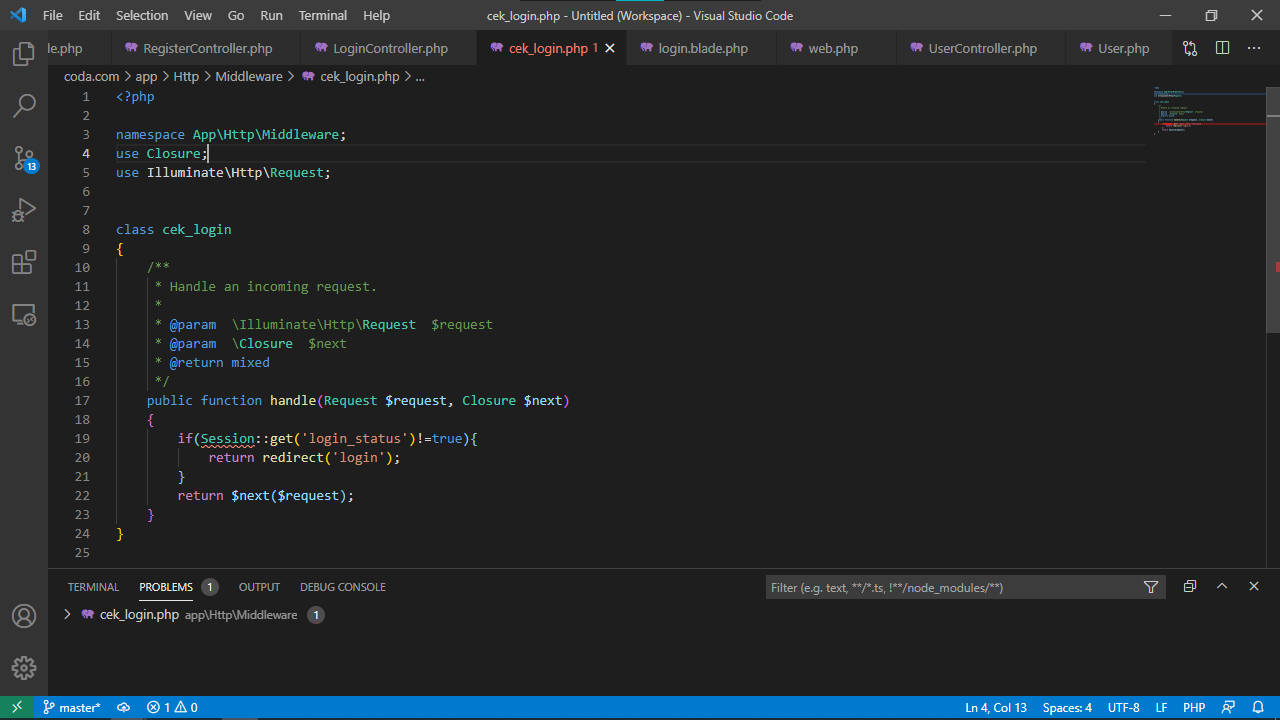 File Edit Selection View Go Run Terminal Help cek_login.php - Untitled (Workspace) - Visual Studio Code
le.php RegisterController.php LoginController.php cek_login.php 1 login.blade.php web.php UserController.php User.php
coda.com > app > Http > Middleware > cek_login.php > ...
1 <?php
2
3 namespace App\Http\Middleware;
4 use Closure;
5 use Illuminate\Http\Request;
6
7
8 class cek_login
9 {
10 /**
11 * Handle an incoming request.
12 *
13 * @param  \Illuminate\Http\Request  $request
14 * @param  \Closure  $next
15 * @return mixed
16 */
17 public function handle(Request $request, Closure $next)
18 {
19 if(Session::get('login_status')!=true){
20 return redirect('login');
21 }
22 return $next($request);
23 }
24 }
25
13
TERMINAL PROBLEMS 1 OUTPUT DEBUG CONSOLE Filter (e.g. text, **/*.ts, !**/node_modules/**)
cek_login.php app\Http\Middleware 1
master* 1 0 Ln 4, Col 13 Spaces: 4 UTF-8 LF PHP